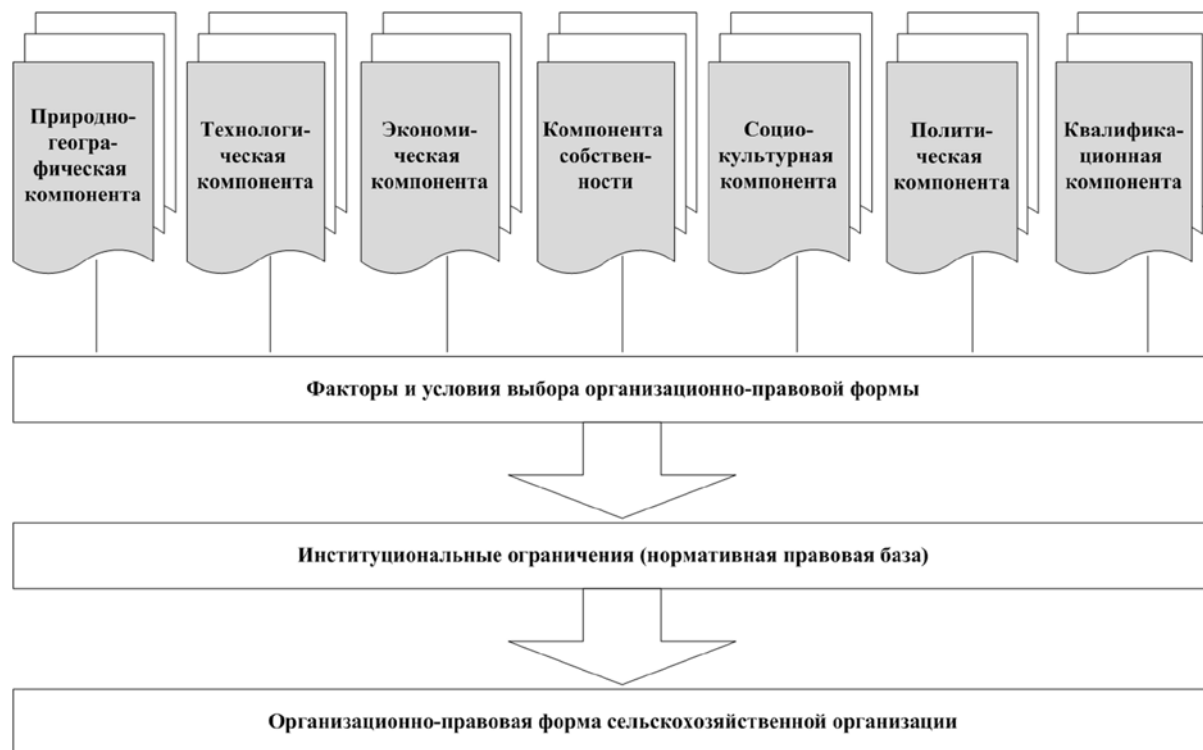 Природно-
геогра-
фическая
компонента
Технологи-
ческая
компонента
Экономи-
ческая
компонента
Компонента
собствен-
ности
Социо-
культурная
компонента
Полити-
ческая
компонента
Квалифика-
ционная
компонента
Факторы и условия выбора организационно-правовой формы
Институциональные ограничения (нормативная правовая база)
Организационно-правовая форма сельскохозяйственной организации